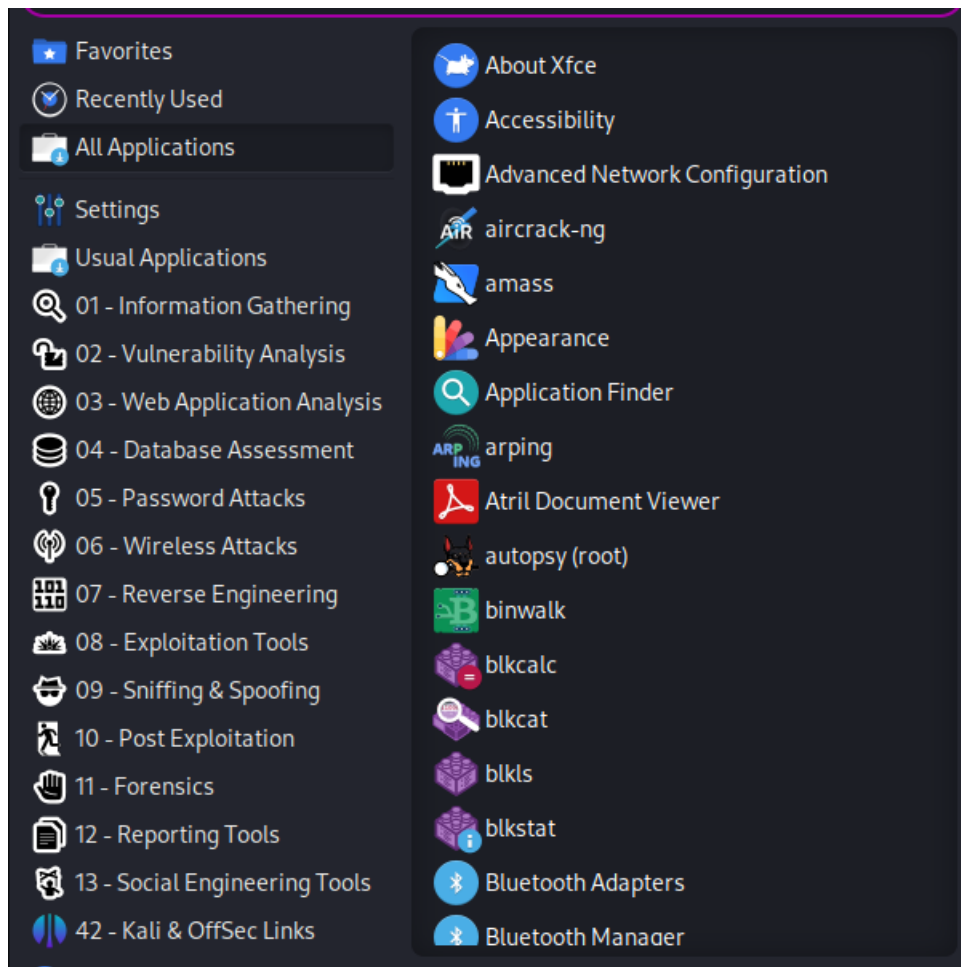 Favorites
Recently Used
All Applications
Settings
Usual Applications
01 - Information Gathering
02 - Vulnerability Analysis
03 - Web Application Analysis
04 - Database Assessment
05 - Password Attacks
06 - Wireless Attacks
07 - Reverse Engineering
08 - Exploitation Tools
09 - Sniffing & Spoofing
10 - Post Exploitation
11 - Forensics
12 - Reporting Tools
13 - Social Engineering Tools
42 - Kali & OffSec Links
About Xfce
Accessibility
Advanced Network Configuration
aircrack-ng
amass
Appearance
Application Finder
arping
Atril Document Viewer
autopsy (root)
binwalk
blkcalc
blkcat
blkls
blkstat
Bluetooth Adapters
Bluetooth Manager